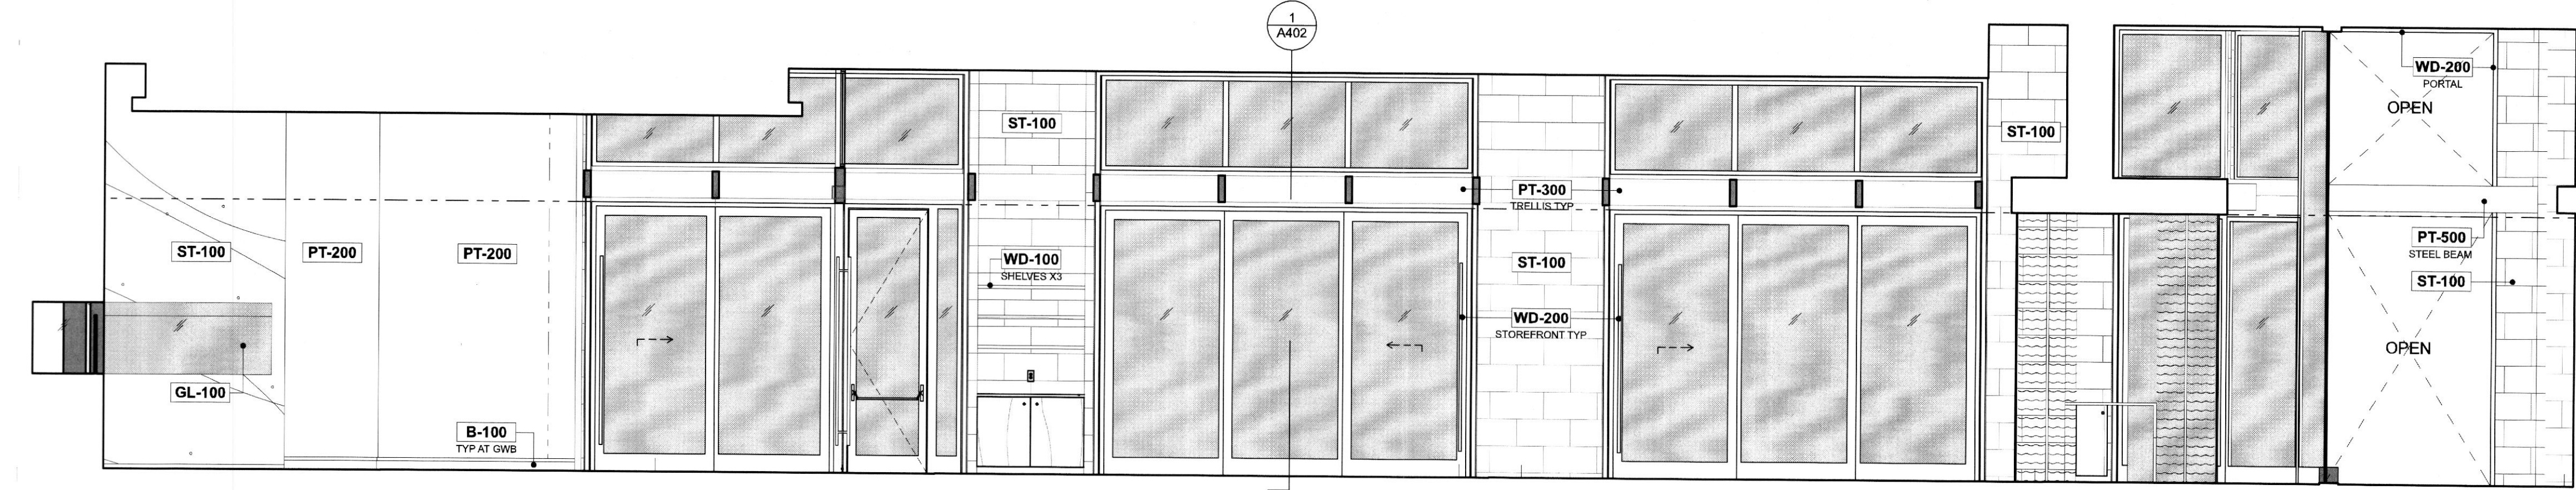 1
A402
WD-200
PORTAL
OPEN
ST-100
ST-100
PT-300
TRELLIS TYP
ST-100
PT-200
PT-200
WD-100
SHELVES X3
ST-100
PT-500
STEEL BEAM
ST-100
WD-200
STOREFRONT TYP
OPEN
GL-100
B-100
TYP AT GWB